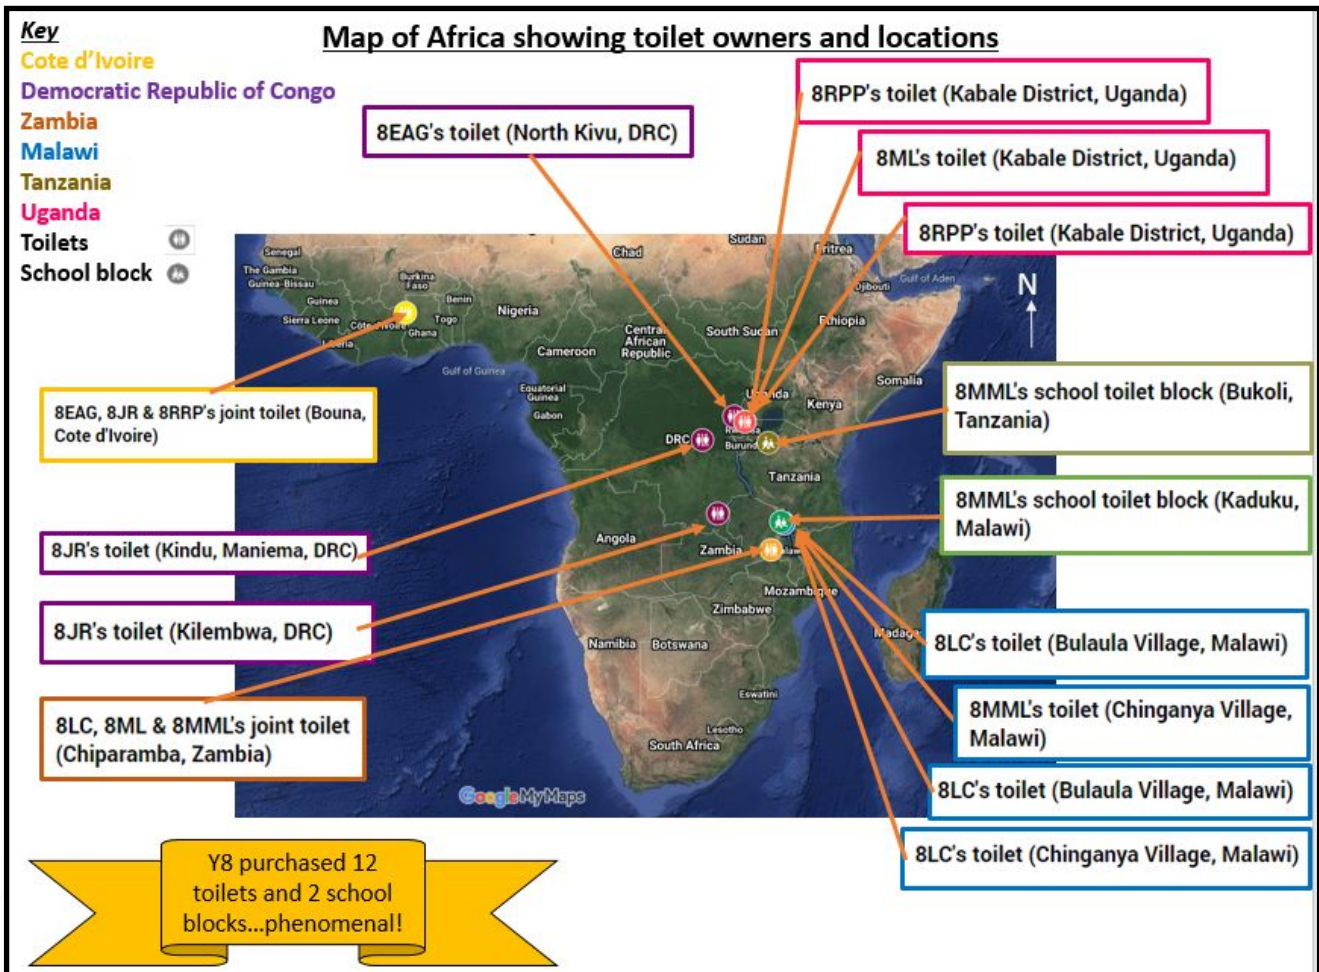 Key
Map of Africa showing toilet owners and locations
Cote d'Ivoire
Democratic Republic of Congo
Zambia
Malawi
Tanzania
Uganda
Toilets
School block
8EAG's toilet (North Kivu, DRC)
8RPP's toilet (Kabale District, Uganda)
8ML's toilet (Kabale District, Uganda)
8RPP's toilet (Kabale District, Uganda)
Senegal
The Gambia
Guinea-Bissau
Guinea
Sierra Leone
Liberia
Burkina
Faso
Côte d'Ivoire
Ghana
Togo
Benin
Nigeria
Chad
Sudan
Eritrea
Djibouti
Gulf of Aden
N
Ethiopia
South Sudan
Central
African
Republic
Cameroon
Gulf of Guinea
Equatorial
Guinea
Gabon
Uganda
Kenya
Somalia
DRC
Rwanda
Burundi
Tanzania
Angola
Zambia
Malawi
Mozambique
Zimbabwe
Namibia
Botswana
Madaga
Eswatini
Lesotho
South Africa
Google My Maps
8EAG, 8JR & 8RRP's joint toilet (Bouna,
Cote d'Ivoire)
8JR's toilet (Kindu, Maniema, DRC)
8JR's toilet (Kilembwa, DRC)
8LC, 8ML & 8MML's joint toilet
(Chiparamba, Zambia)
8MML's school toilet block (Bukoli,
Tanzania)
8MML's school toilet block (Kaduku,
Malawi)
8LC's toilet (Bulaula Village, Malawi)
8MML's toilet (Chinganya Village,
Malawi)
8LC's toilet (Bulaula Village, Malawi)
8LC's toilet (Chinganya Village, Malawi)
Y8 purchased 12
toilets and 2 school
blocks...phenomenal!